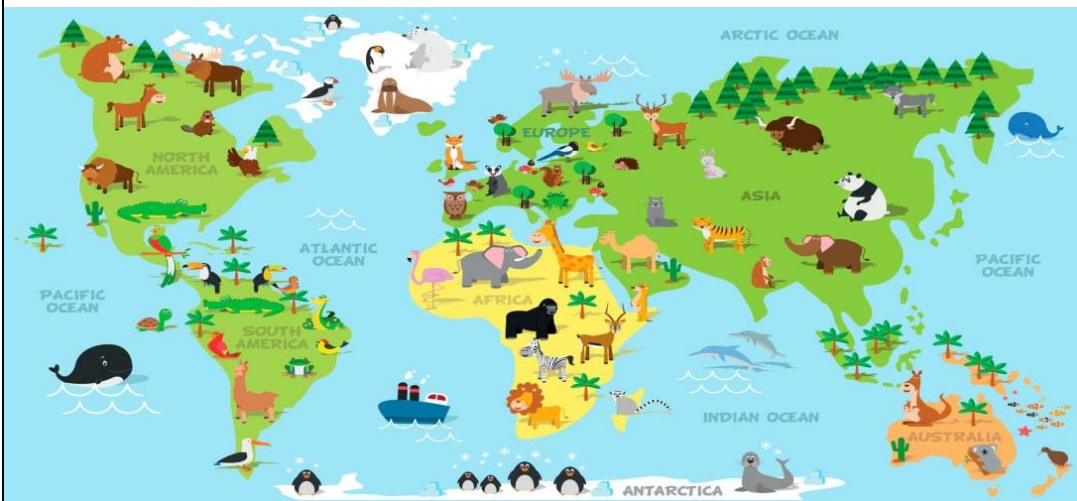 ARCTIC OCEAN
EUROPE
NORTH
AMERICA
ASIA
ATLANTIC
OCEAN
PACIFIC
OCEAN
PACIFIC
OCEAN
AFRICA
SOUTH
AMERICA
INDIAN OCEAN
AUSTRALIA
ANTARCTICA